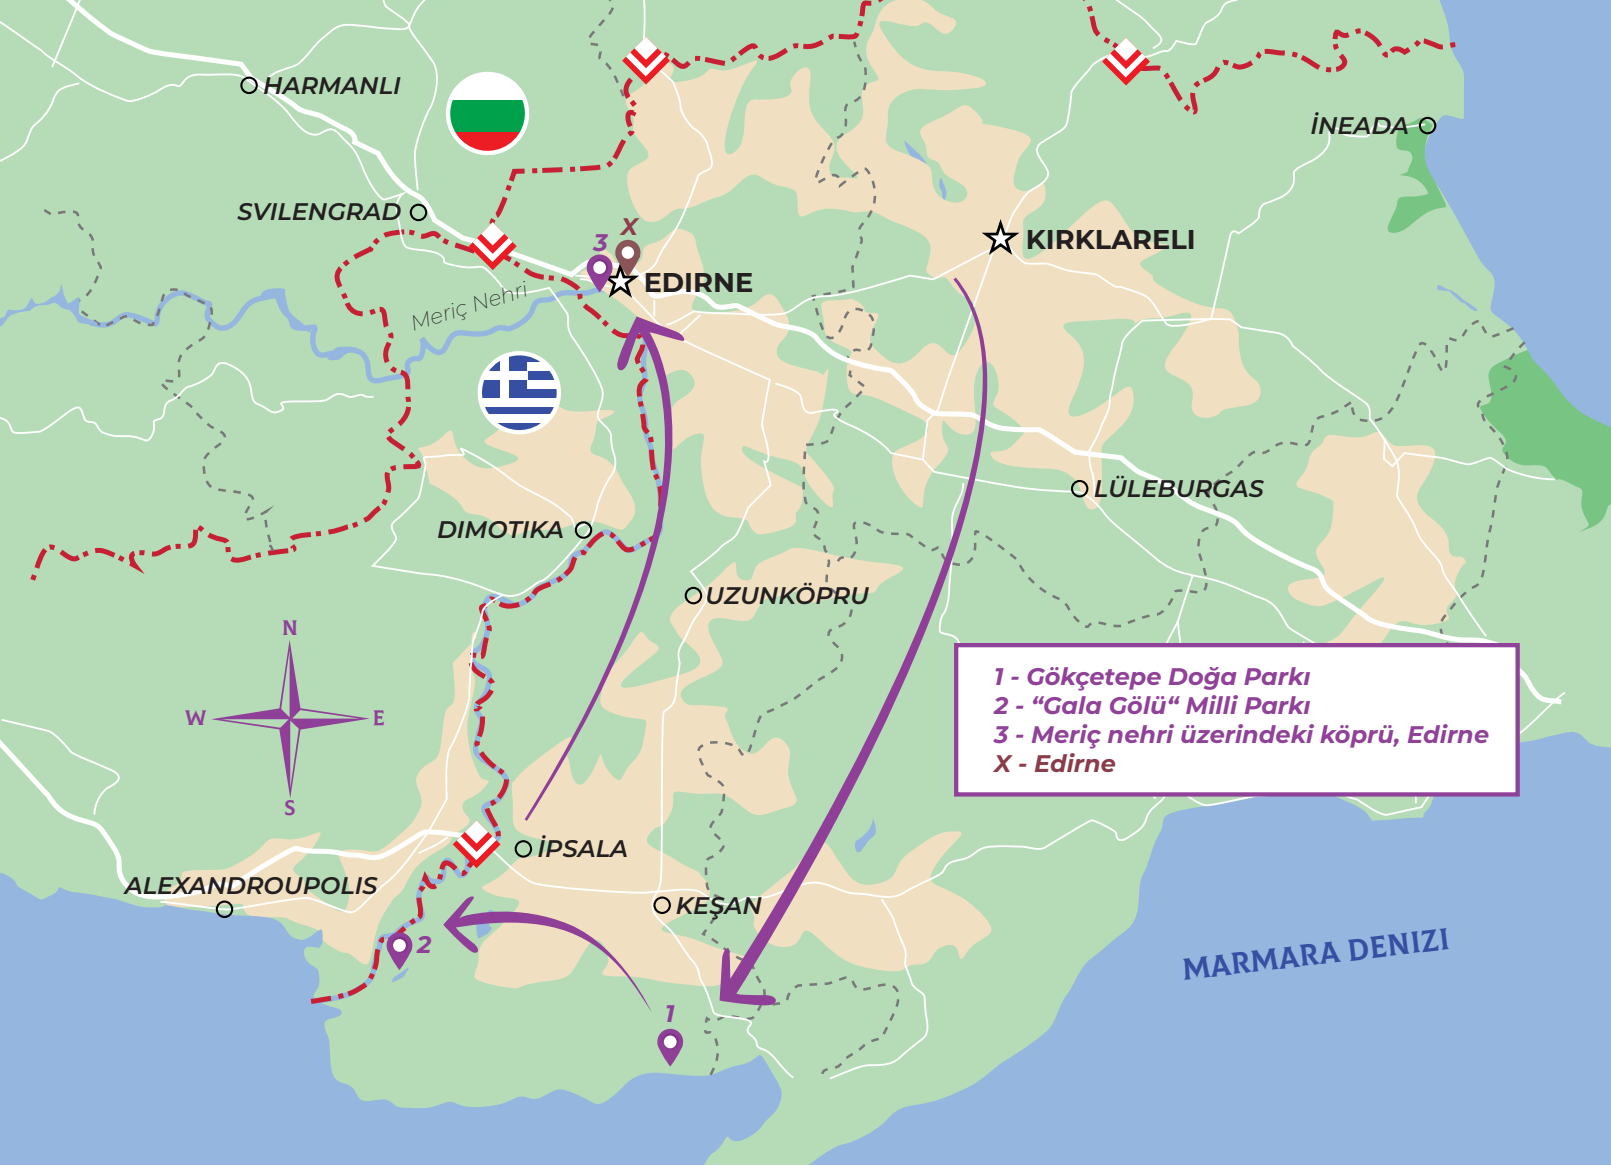 HARMANLI
İNEADA
SVILENGRAD
X
3
KIRKLARELI
EDIRNE
Meriç Nehri
LÜLEBURGAS
DIMOTIKA
UZUNKÖPRU
N
W
E
S
1 - Gökçetepe Doğa Parkı
2 - “Gala Gölü“ Milli Parkı
3 - Meriç nehri üzerindeki köprü, Edirne
X - Edirne
İPSALA
ALEXANDROUPOLIS
KEŞAN
2
MARMARA DENIZI
1